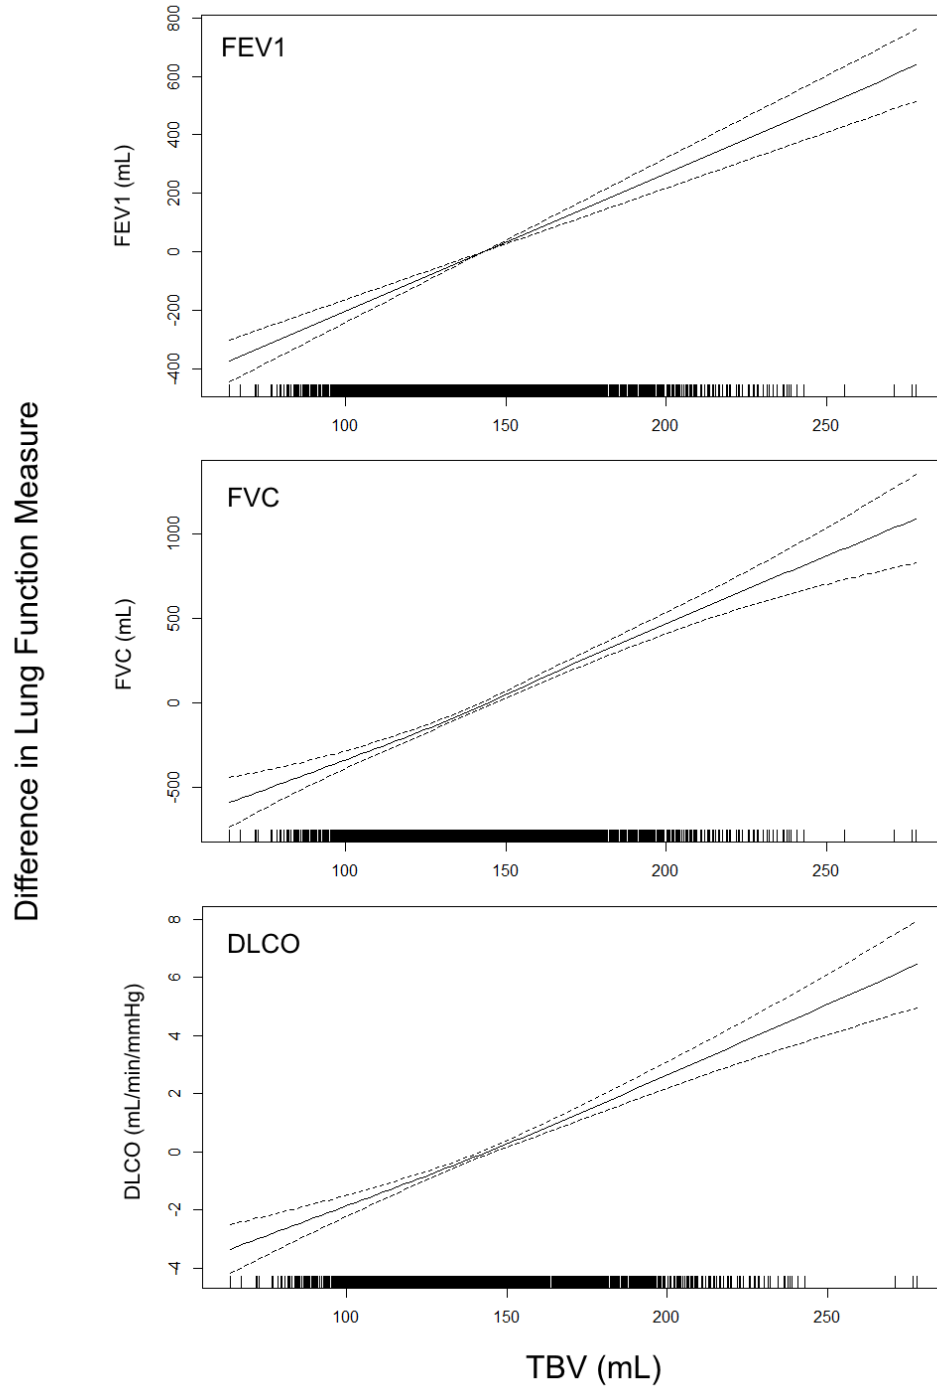 Difference in Lung Function Measure
FEV1
FEV1 (mL)
800
600
400
200
0
-200
-400
100 150 200 250
FVC
FVC (mL)
1000
500
0
-500
100 150 200 250
DLCO
DLCO (mL/min/mmHg)
8
6
4
2
0
-2
-4
100 150 200 250
TBV (mL)